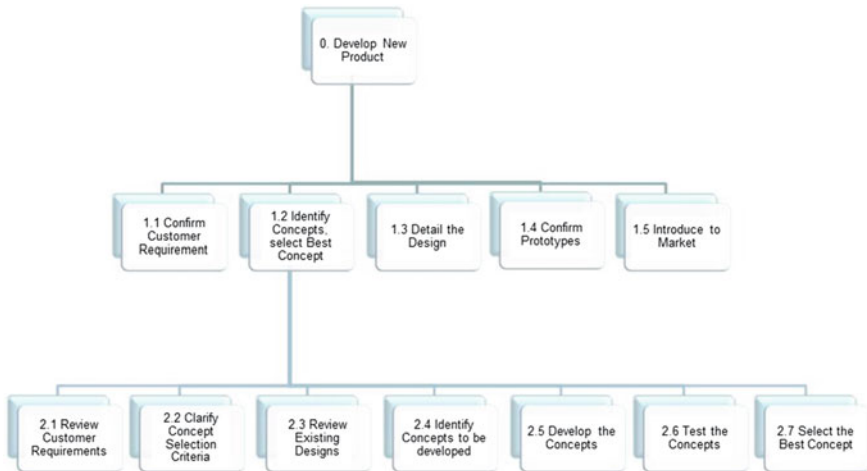 0. Develop New
Product
1.1 Confirm
Customer
Requirement
1.2 Identify
Concepts,
select Best
Concept
1.3 Detail the
Design
1.4 Confirm
Prototypes
1.5 Introduce to
Market
2.1 Review
Customer
Requirements
2.2 Clarify
Concept
Selection
Criteria
2.3 Review
Existing
Designs
2.4 Identify
Concepts to be
developed
2.5 Develop the
Concepts
2.6 Test the
Concepts
2.7 Select the
Best Concept